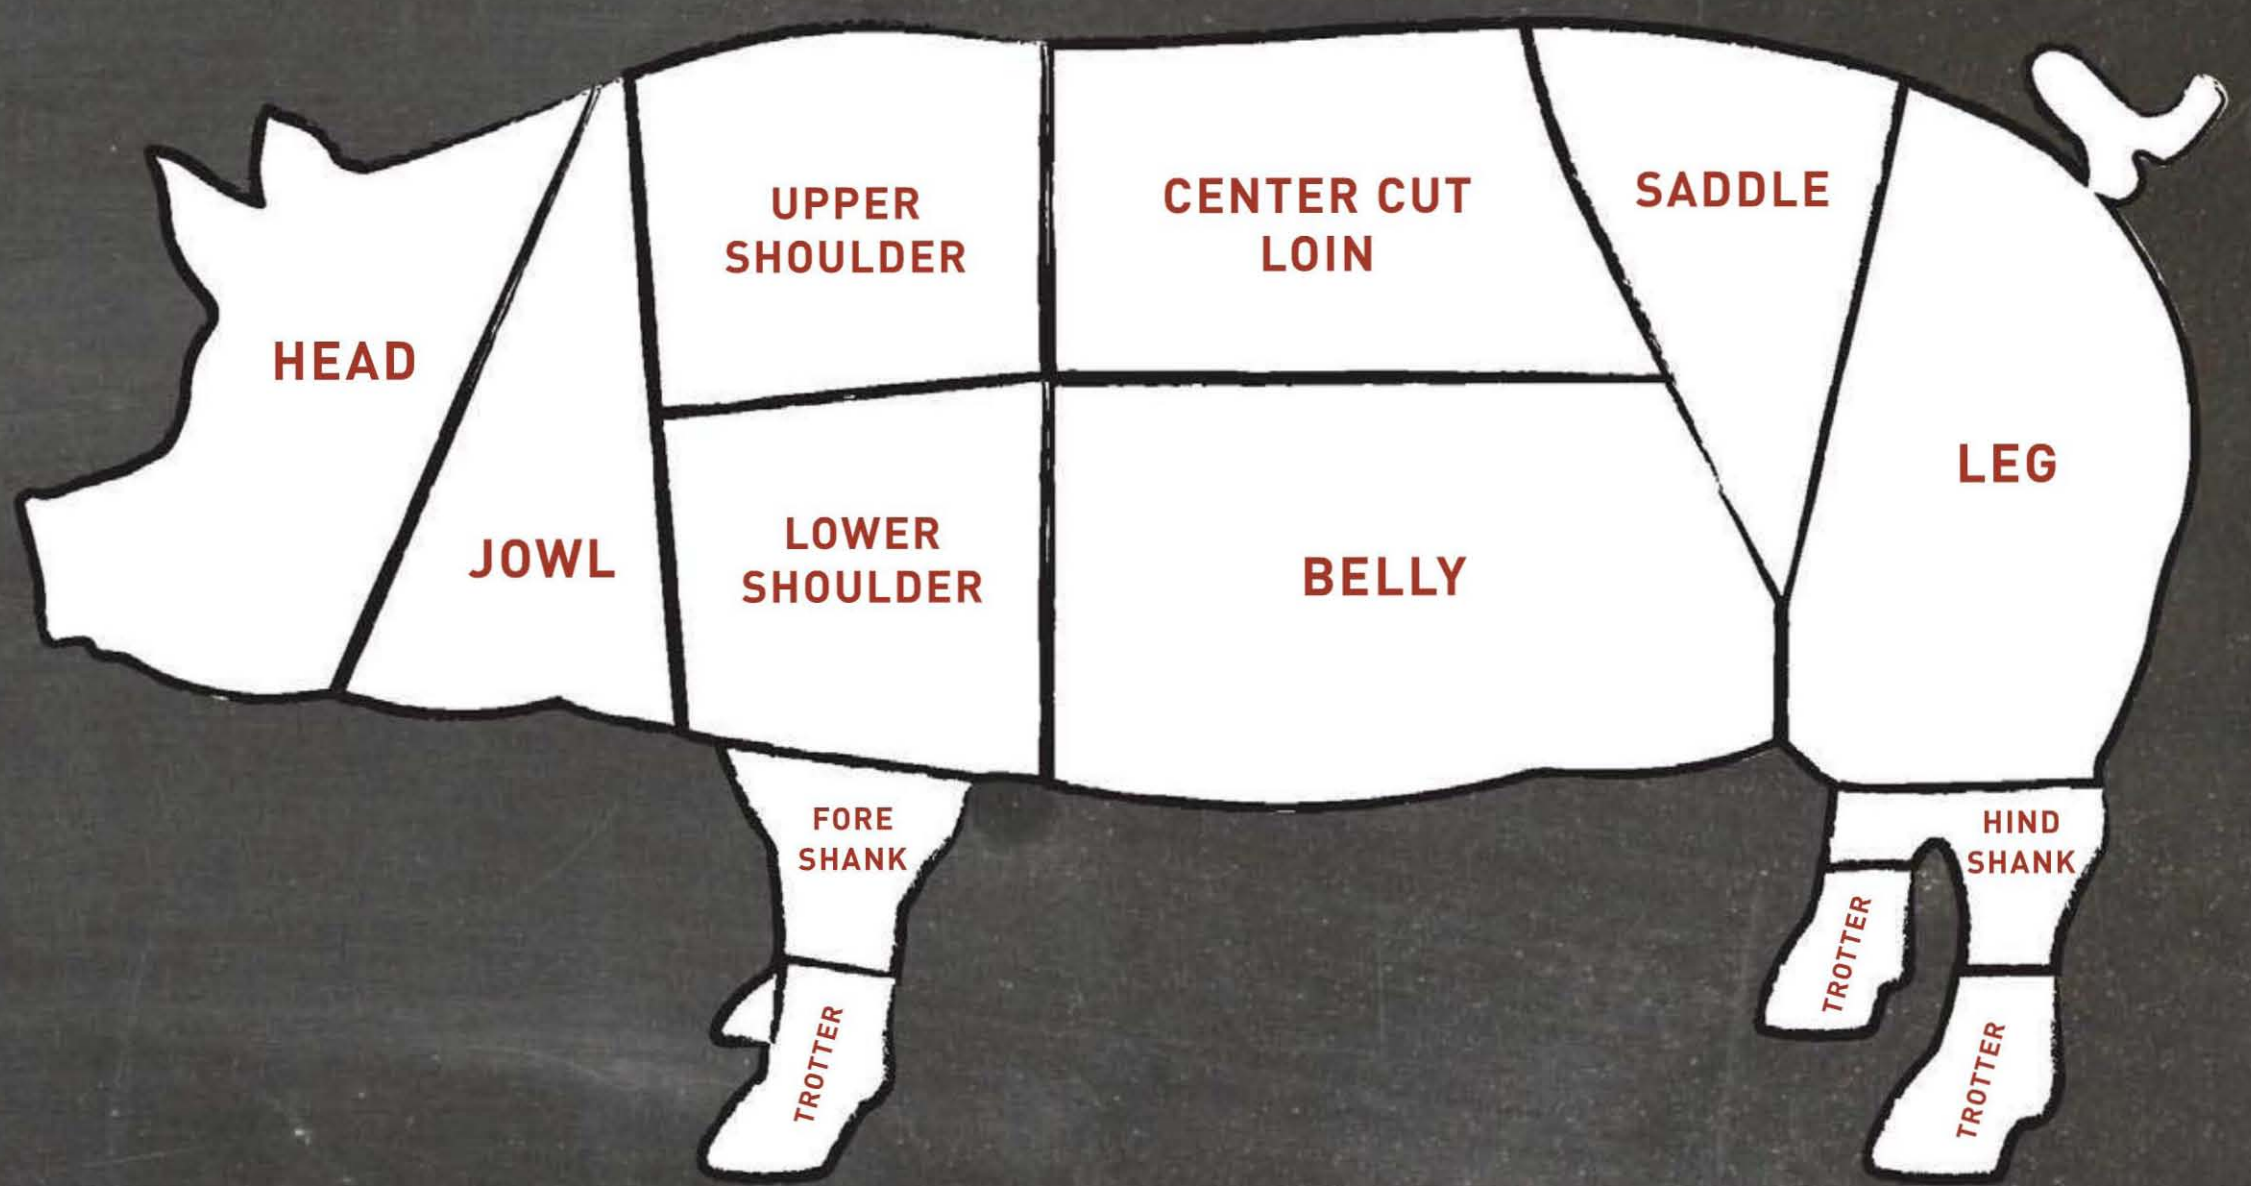 HEAD
JOWL
UPPER
SHOULDER
LOWER
SHOULDER
CENTER CUT
LOIN
BELLY
SADDLE
LEG
FORE
SHANK
TROTTER
HIND
SHANK
TROTTER
TROTTER